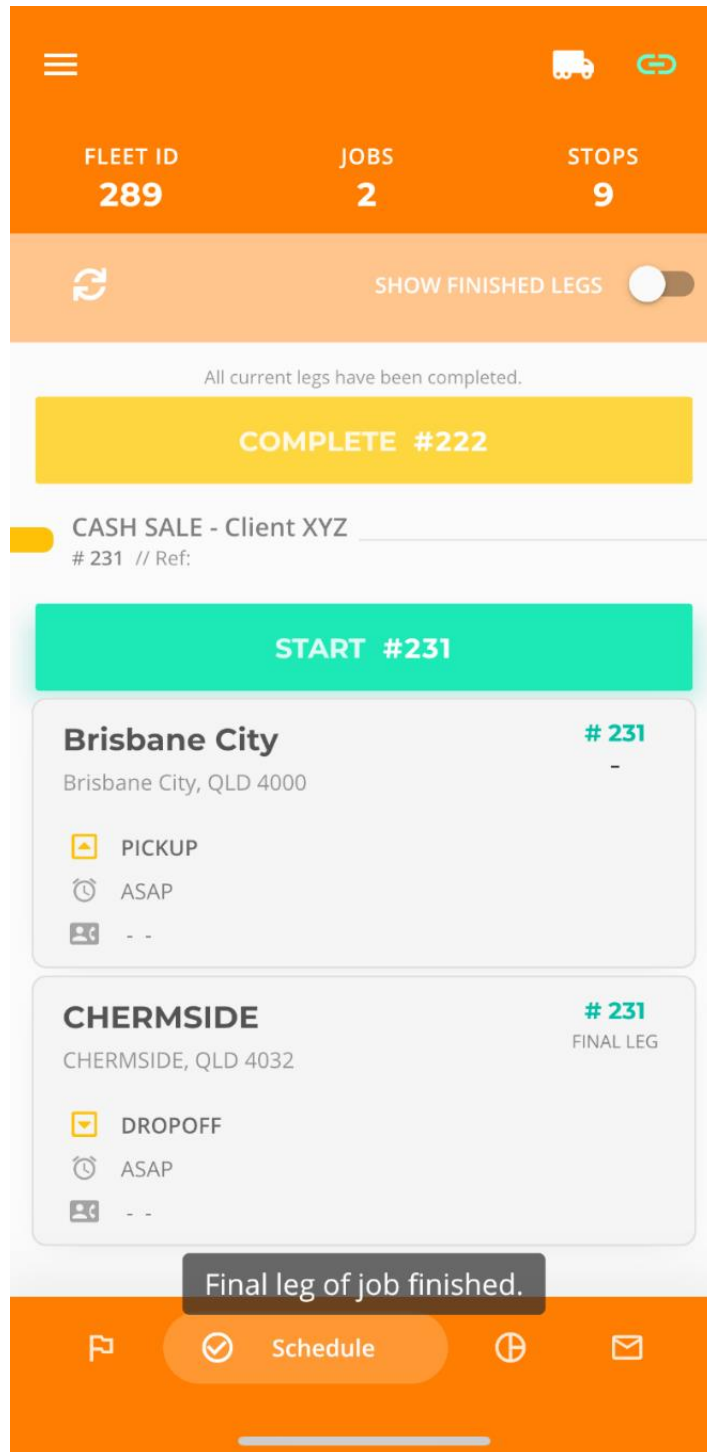 FLEET ID JOBS STOPS
289 2 9
SHOW FINISHED LEGS
All current legs have been completed.
COMPLETE #222
CASH SALE - Client XYZ
# 231 // Ref:
START #231
Brisbane City # 231
Brisbane City, QLD 4000 -
PICKUP
ASAP
- -
CHERMSIDE # 231
CHERMSIDE, QLD 4032 FINAL LEG
DROPOFF
ASAP
- -
Final leg of job finished.
Schedule